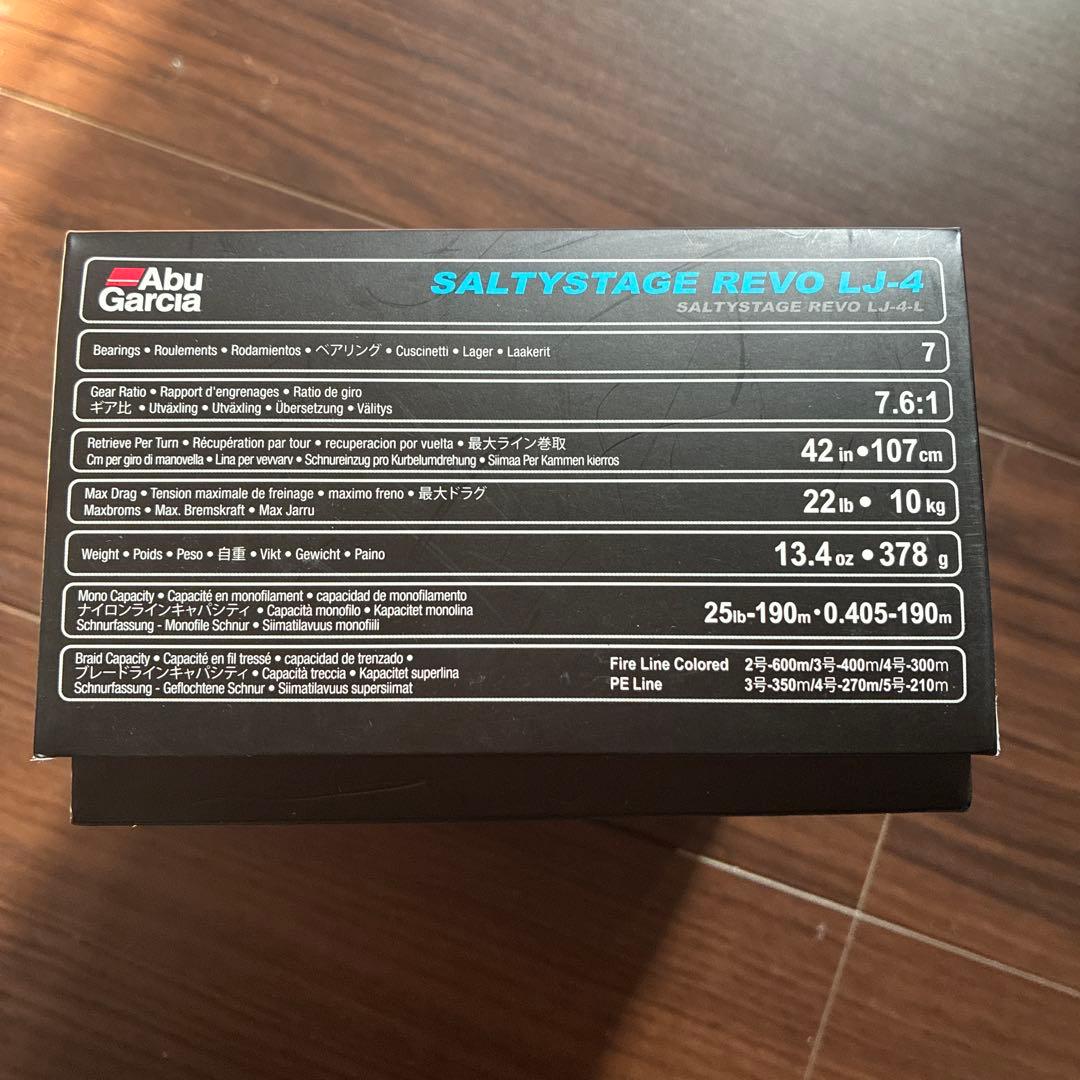 Abu
Garcia
SALTYSTAGE REVO LJ-4
SALTYSTAGE REVO LJ-4-L
Bearings • Roulements • Rodamientos • ベアリング • Cuscinetti • Lager • Laakerit 7
Gear Ratio • Rapport d'engrenages • Ratio de giro
ギア比 • Utväxling • Utväxling • Übersetzung • Välitys
7.6:1
Retrieve Per Turn • Récupération par tour • recuperacion por vuelta • 最大ライン巻取
Cm per giro di manovella • Lina per vevvarv • Schnureinzug pro Kurbelumdrehung • Siimaa Per Kammen kierros
42 in • 107 cm
Max Drag • Tension maximale de freinage • maximo freno • 最大ドラグ
Maxbroms • Max. Bremskraft • Max Jarru
22 lb • 10 kg
Weight • Poids • Peso • 自重 • Vikt • Gewicht • Paino 13.4 oz • 378 g
Mono Capacity • Capacité en monofilament • capacidad de monofilamento
ナイロンラインキャパシティ • Capacità monofilo • Kapacitet monolina
Schnurfassung - Monofile Schnur • Siimatilavuus monofiili
25lb-190m • 0.405-190m
Braid Capacity • Capacité en fil tressé • capacidad de trenzado •
ブレードラインキャパシティ • Capacità treccia • Kapacitet superlina
Schnurfassung - Geflochtene Schnur • Siimatilavuus supersiimat
Fire Line Colored 2号-600m/3号-400m/4号-300m
PE Line 3号-350m/4号-270m/5号-210m